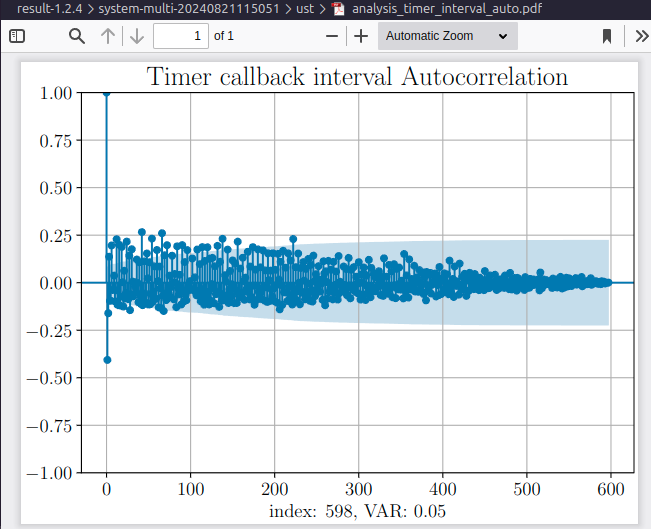 result-1.2.4 > system-multi-20240821115051 > ust > analysis_timer_interval_auto.pdf
1 of 1
Automatic Zoom
Timer callback interval Autocorrelation
1.00
0.75
0.50
0.25
0.00
−0.25
−0.50
−0.75
−1.00
0 100 200 300 400 500 600
index: 598, VAR: 0.05